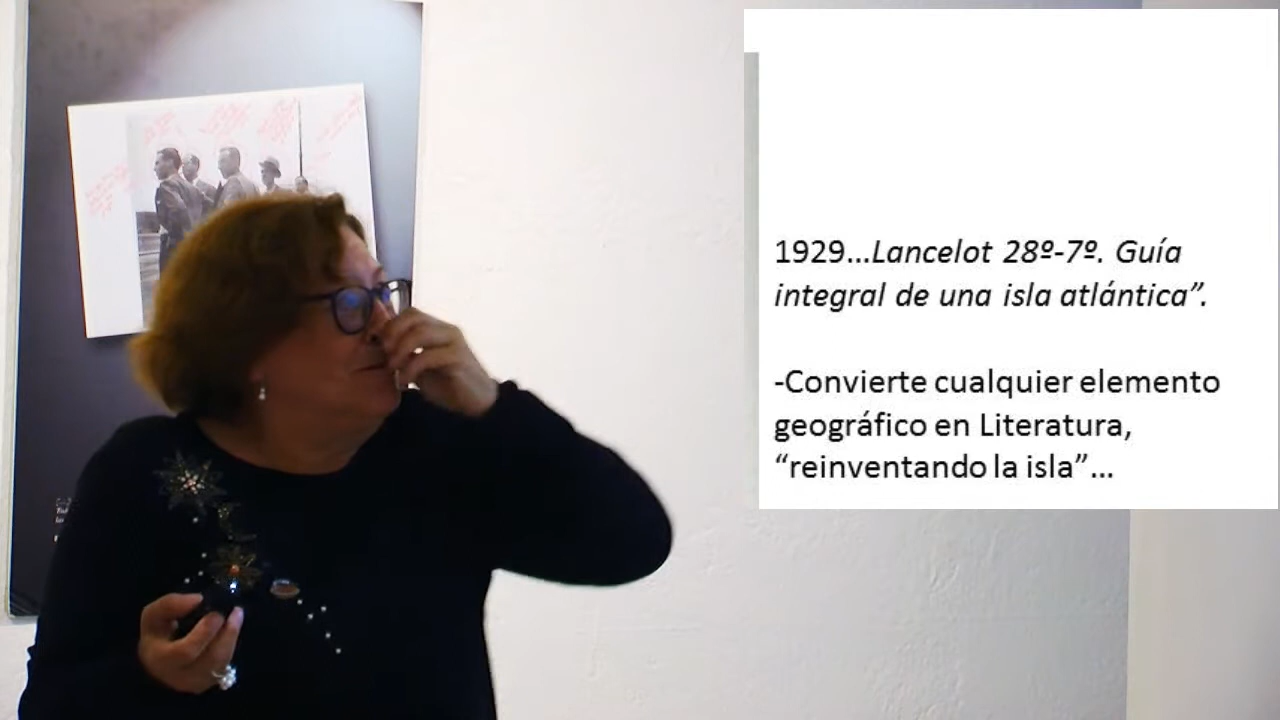 1929…Lancelot 28º-7º. Guía
integral de una isla atlántica”.
-Convierte cualquier elemento
geográfico en Literatura,
“reinventando la isla”…